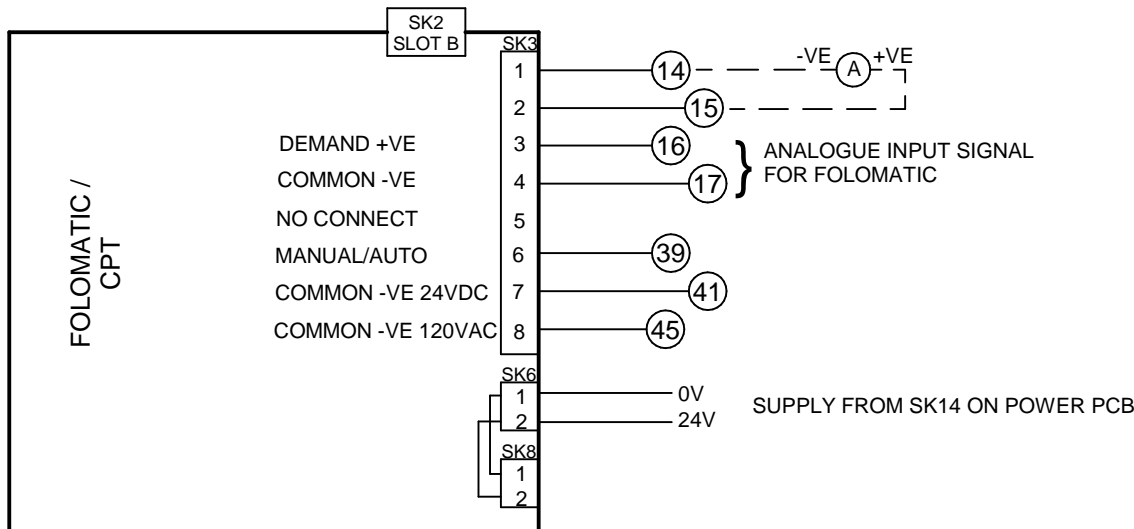 SK2
SLOT B
SK3
1 14 -VE A +VE
2 15
DEMAND +VE 3 16
COMMON -VE 4 17
} ANALOGUE INPUT SIGNAL
FOR FOLOMATIC
NO CONNECT 5
MANUAL/AUTO 6 39
COMMON -VE 24VDC 7 41
COMMON -VE 120VAC 8 45
FOLOMATIC /
CPT
SK6
1 0V
2 24V
SUPPLY FROM SK14 ON POWER PCB
SK8
1
2